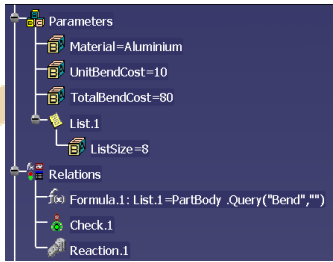 Parameters
Material=Aluminium
UnitBendCost=10
TotalBendCost=80
List.1
ListSize=8
Relations
f(x) Formula.1: List.1=PartBody .Query("Bend","")
Check.1
Reaction.1